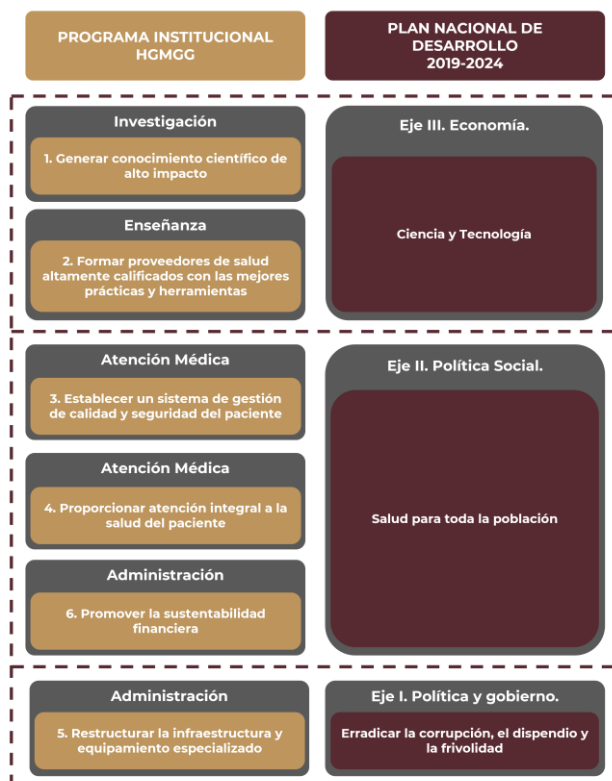 PROGRAMA INSTITUCIONAL
HGMGG
PLAN NACIONAL DE
DESARROLLO
2019-2024
Investigación
1. Generar conocimiento científico de
alto impacto
Enseñanza
2. Formar proveedores de salud
altamente calificados con las mejores
prácticas y herramientas
Eje III. Economía.
Ciencia y Tecnología
Atención Médica
3. Establecer un sistema de gestión
de calidad y seguridad del paciente
Atención Médica
4. Proporcionar atención integral a la
salud del paciente
Administración
6. Promover la sustentabilidad
financiera
Eje II. Política Social.
Salud para toda la población
Administración
5. Restructurar la infraestructura y
equipamiento especializado
Eje I. Política y gobierno.
Erradicar la corrupción, el dispendio y
la frivolidad